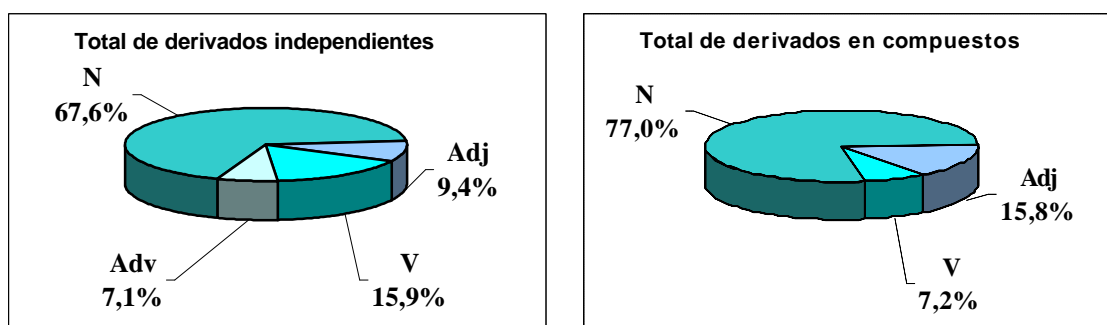 Total de derivados independientes
N
67,6%
Adj
9,4%
Adv
7,1%
V
15,9%
Total de derivados en compuestos
N
77,0%
Adj
15,8%
V
7,2%